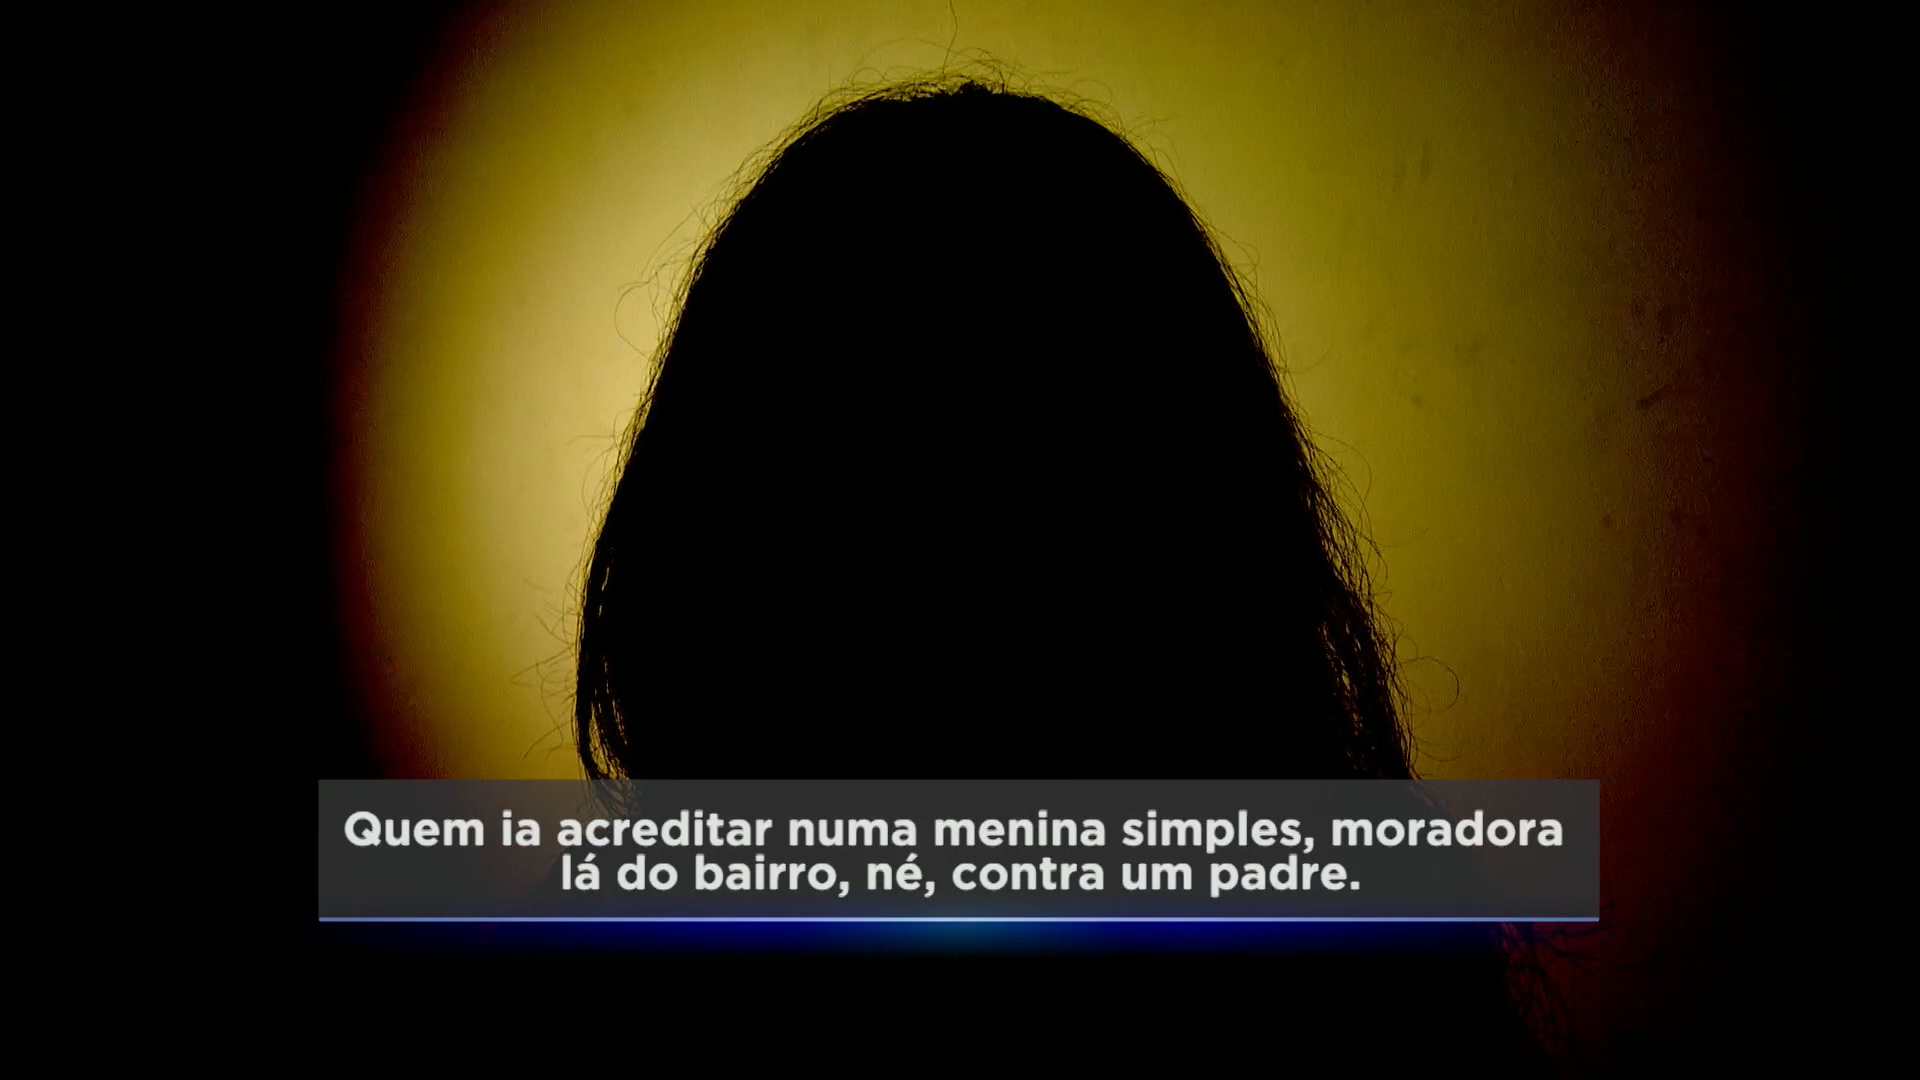 Quem ia acreditar numa menina simples, moradora
lá do bairro, né, contra um padre.